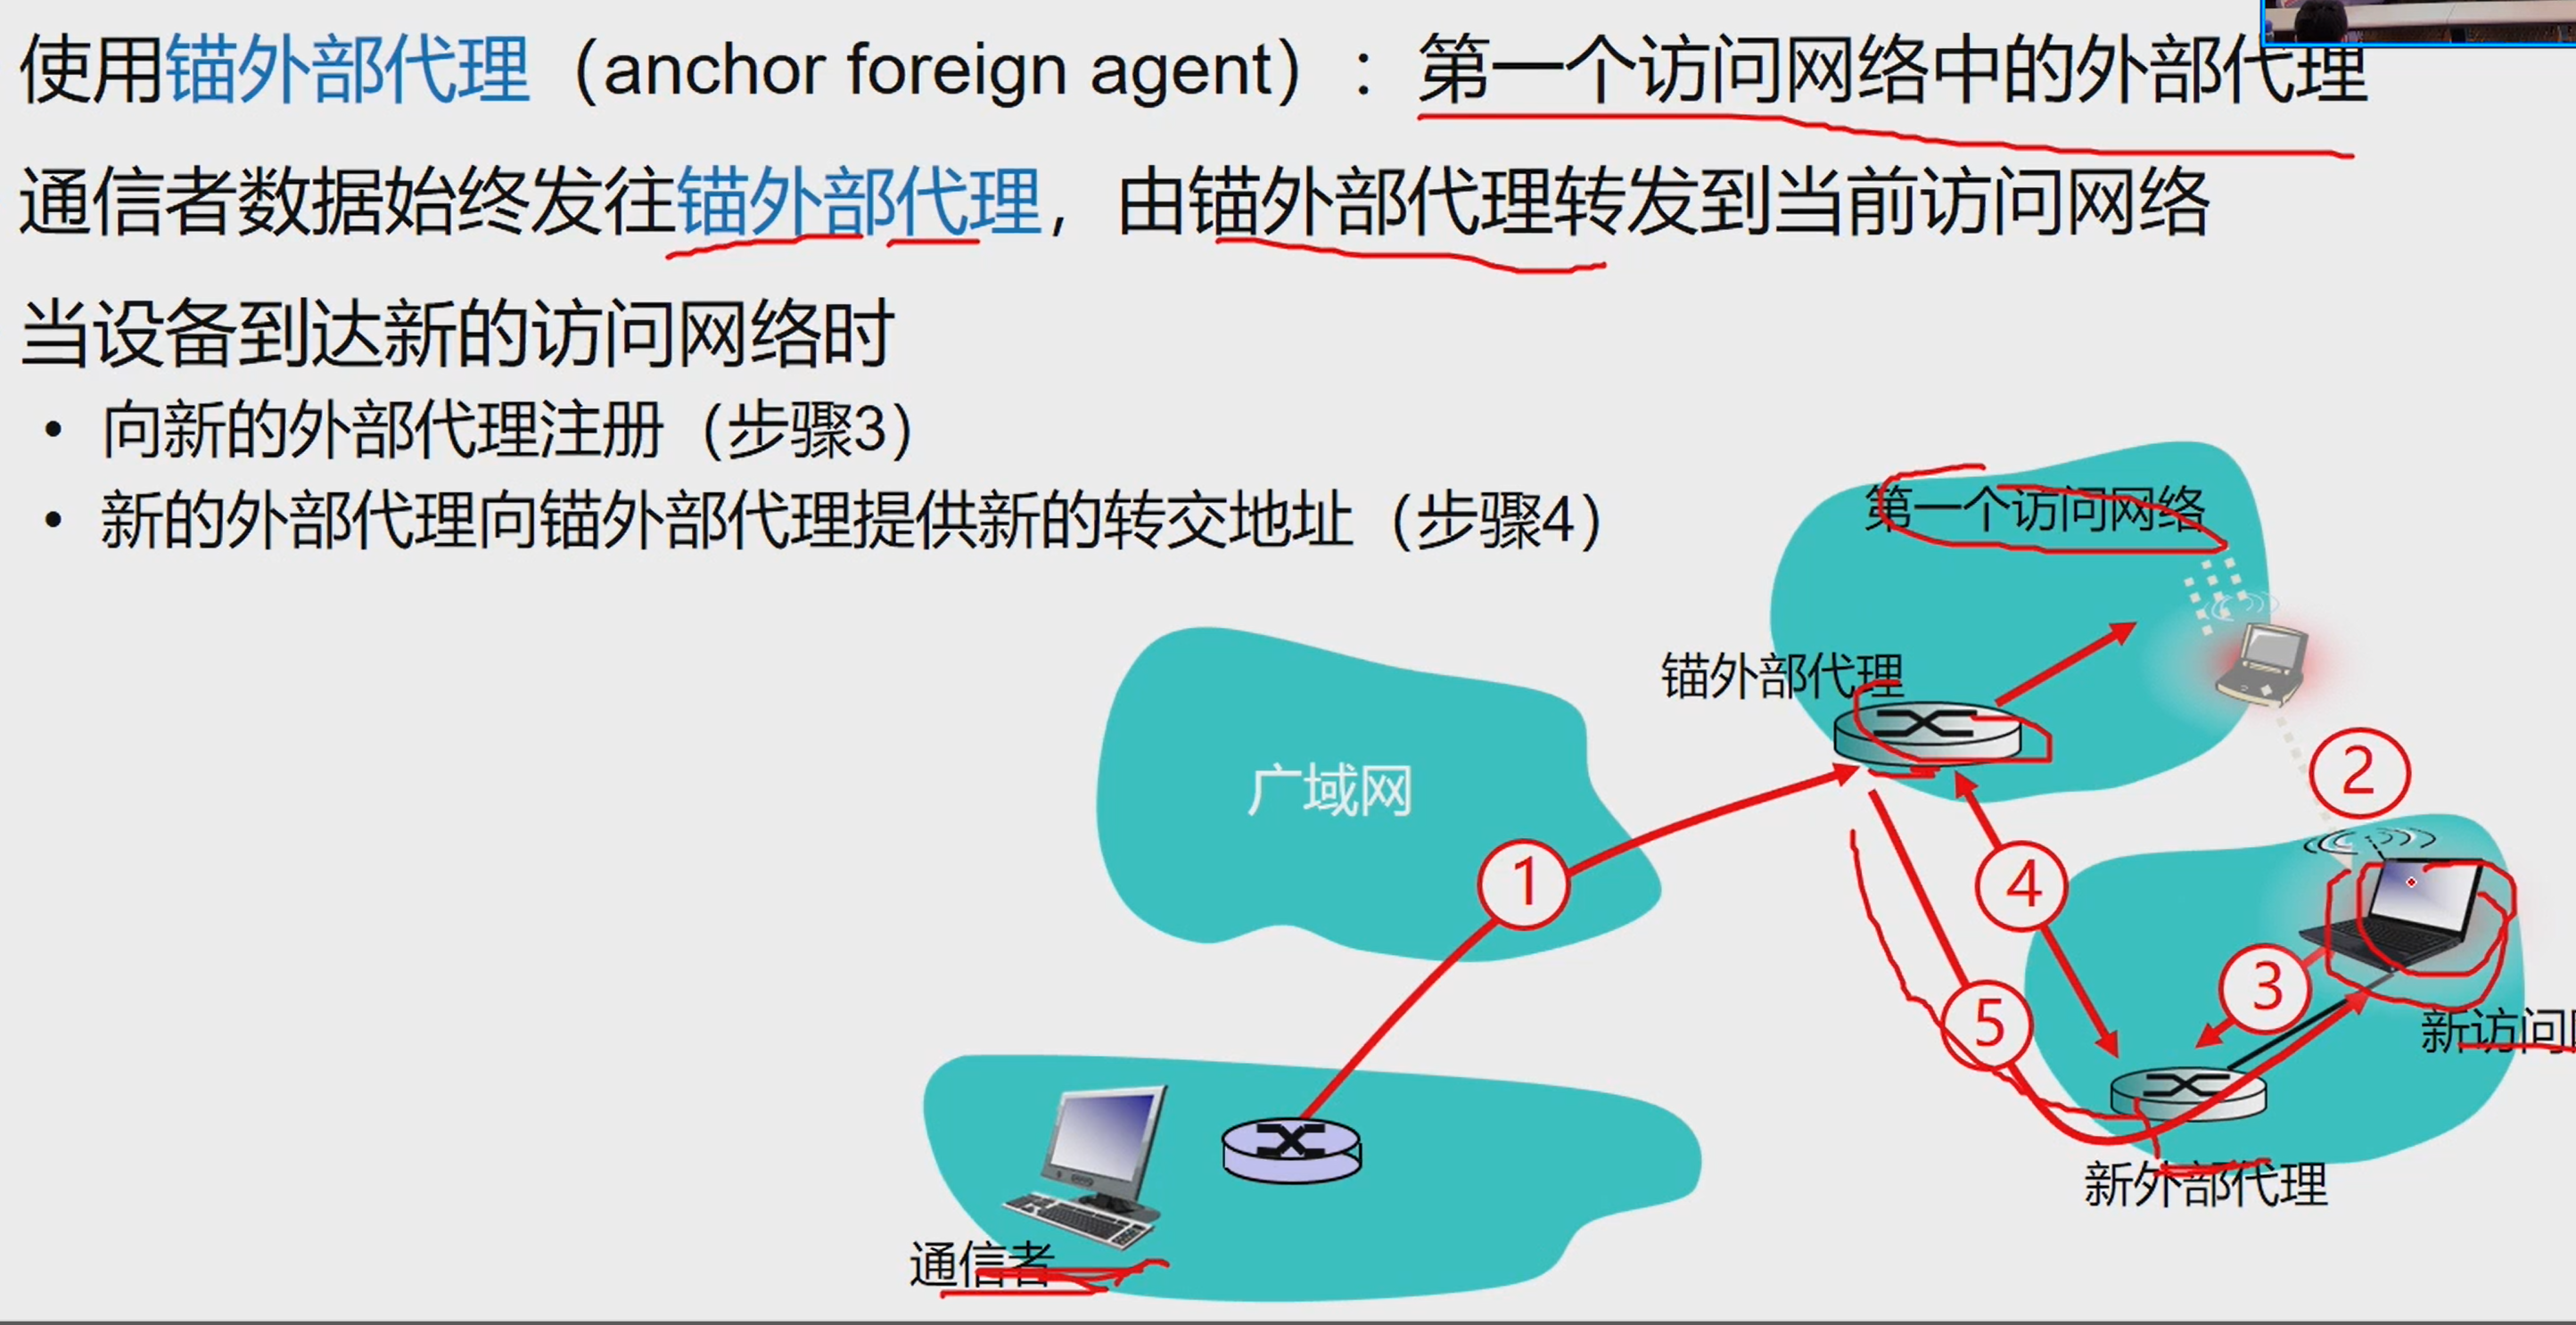 使用锚外部代理（anchor foreign agent）：第一个访问网络中的外部代理
通信者数据始终发往锚外部代理，由锚外部代理转发到当前访问网络
当设备到达新的访问网络时
• 向新的外部代理注册（步骤3）
• 新的外部代理向锚外部代理提供新的转交地址（步骤4）
第一个访问网络
锚外部代理
广域网
2
1
4
3
5
新访问
新外部代理
通信者